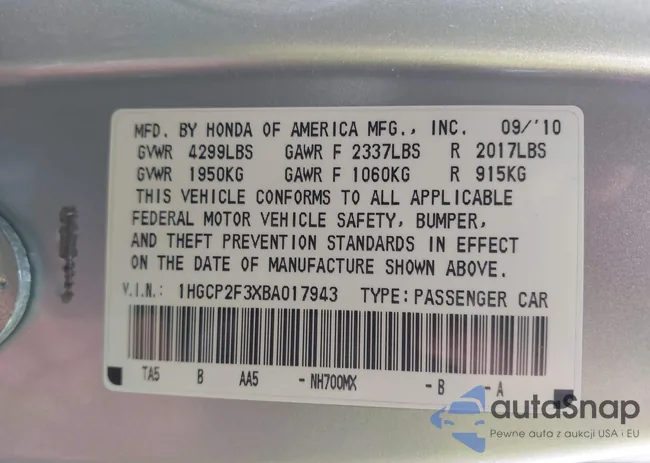 MFD. BY HONDA OF AMERICA MFG., INC. 09/'10
GVWR 4299LBS GAWR F 2337LBS R 2017LBS
GVWR 1950KG GAWR F 1060KG R 915KG
THIS VEHICLE CONFORMS TO ALL APPLICABLE
FEDERAL MOTOR VEHICLE SAFETY, BUMPER,
AND THEFT PREVENTION STANDARDS IN EFFECT
ON THE DATE OF MANUFACTURE SHOWN ABOVE.
V.I.N.: 1HGCP2F3XBA017943 TYPE: PASSENGER CAR
TA5 B AA5 - NH700MX - B - A
autoSnap
Pewne auta z aukcji USA i EU